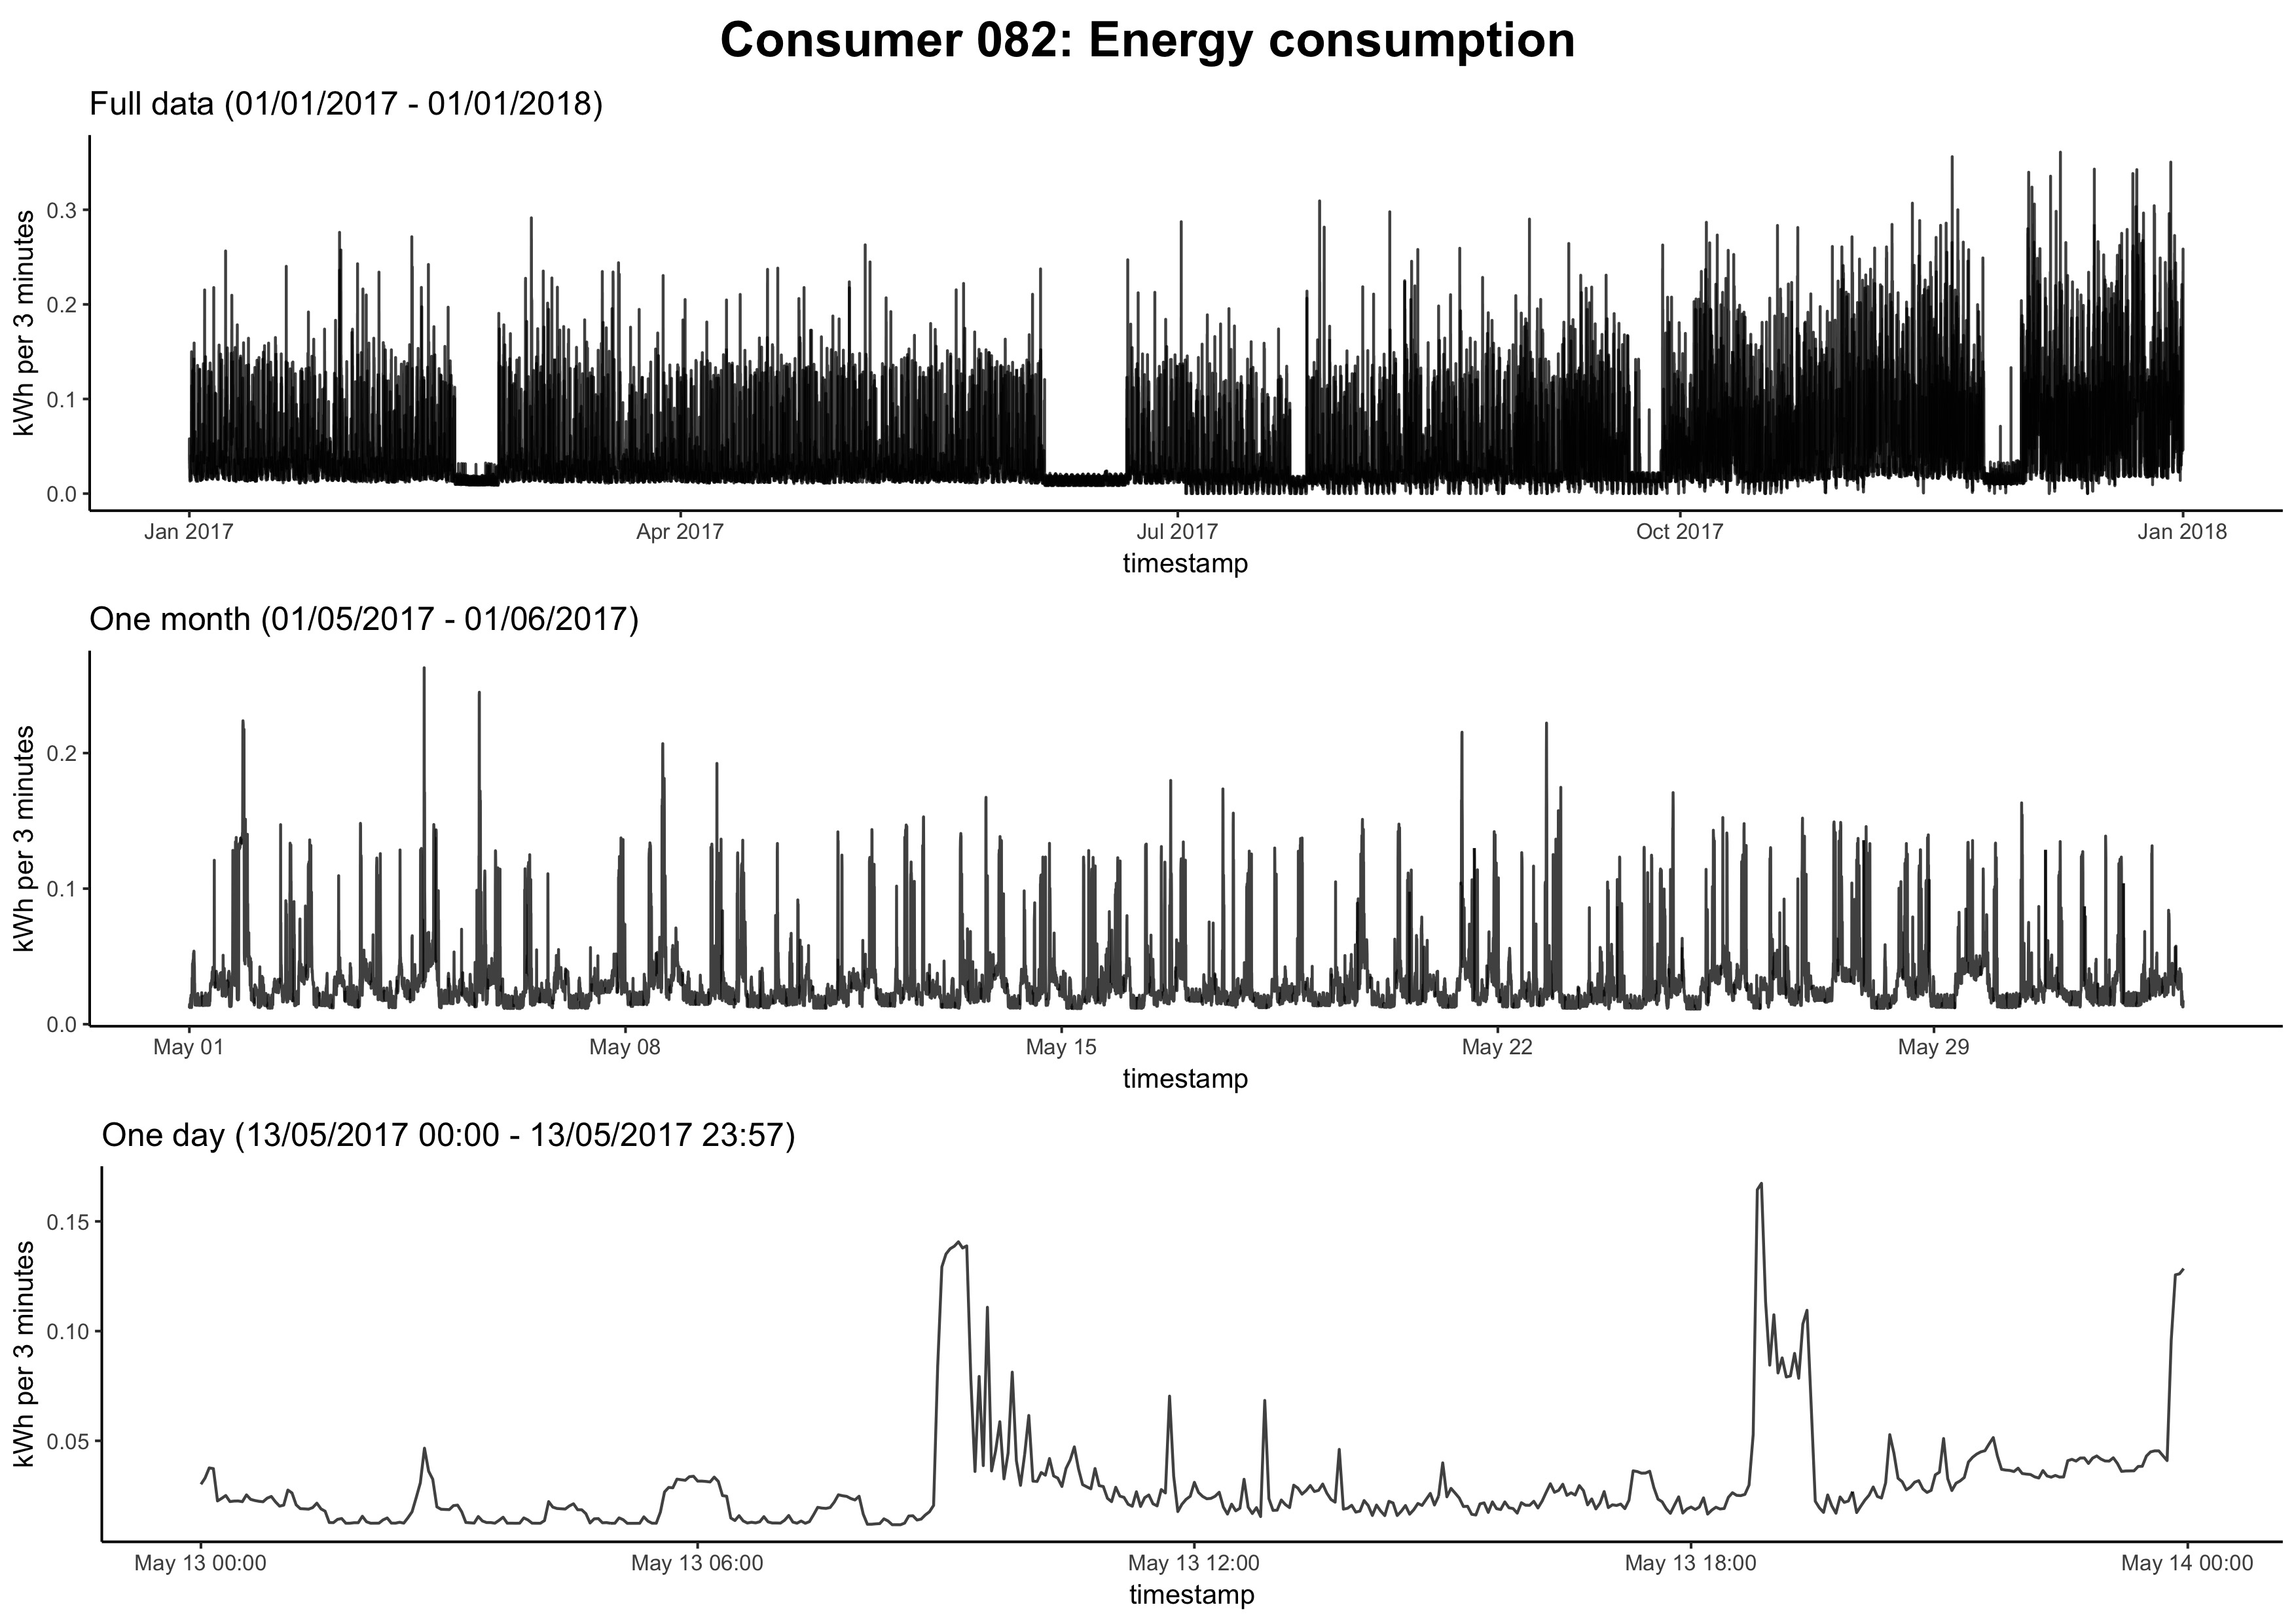 Consumer 082: Energy consumption
Full data (01/01/2017 - 01/01/2018)
kWh per 3 minutes
0.3
0.2
0.1
0.0
Jan 2017 Apr 2017 Jul 2017 Oct 2017 Jan 2018
timestamp
One month (01/05/2017 - 01/06/2017)
kWh per 3 minutes
0.2
0.1
0.0
May 01 May 08 May 15 May 22 May 29
timestamp
One day (13/05/2017 00:00 - 13/05/2017 23:57)
kWh per 3 minutes
0.15
0.10
0.05
May 13 00:00 May 13 06:00 May 13 12:00 May 13 18:00 May 14 00:00
timestamp